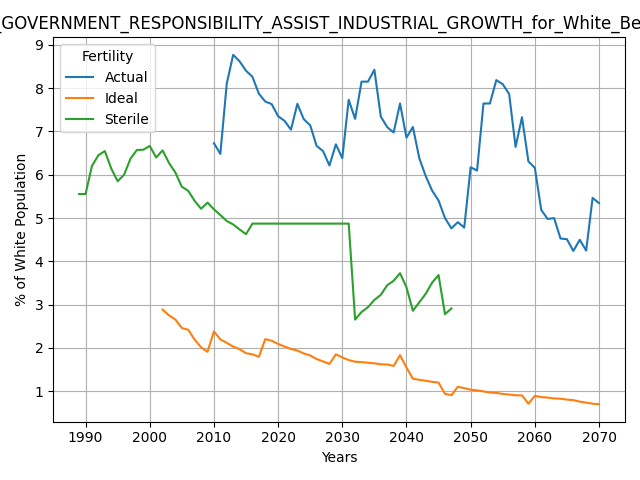 _GOVERNMENT_RESPONSIBILITY_ASSIST_INDUSTRIAL_GROWTH_for_White_Be
Fertility
Actual
Ideal
Sterile
9
8
7
6
5
4
3
2
1
% of White Population
1990 2000 2010 2020 2030 2040 2050 2060 2070
Years